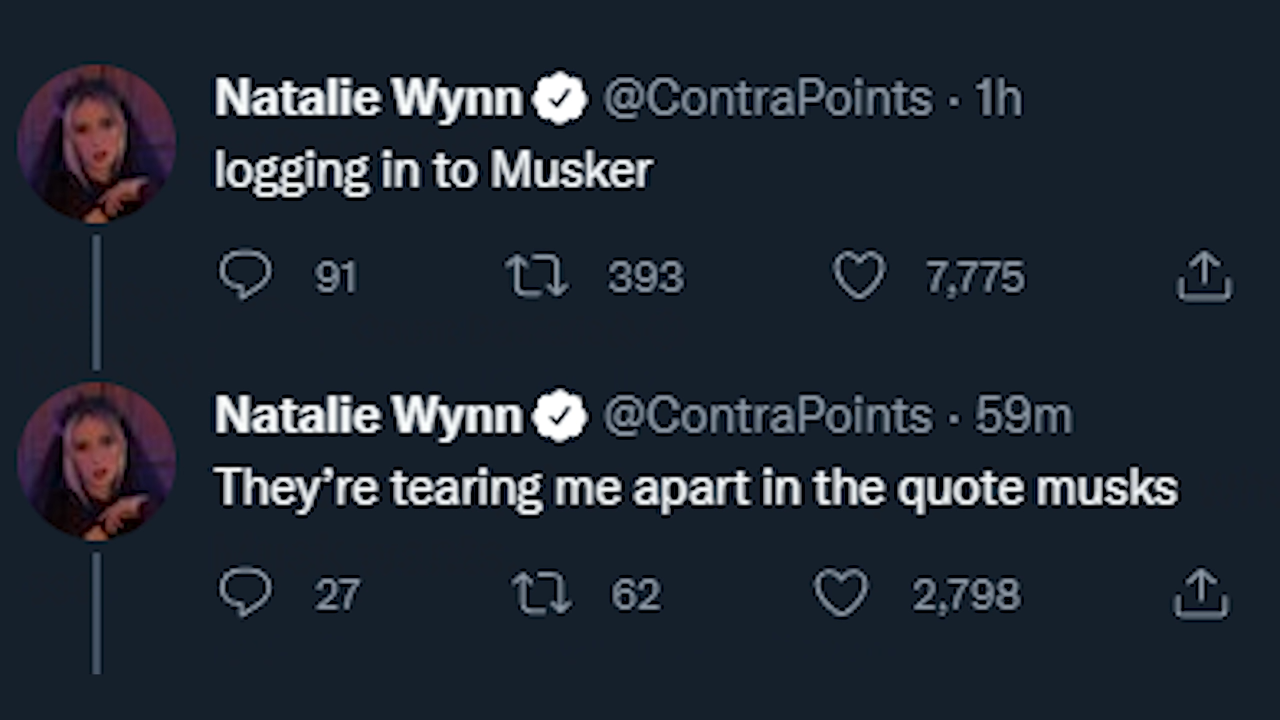 Natalie Wynn @ContraPoints · 1h
logging in to Musker
91 393 7,775
Natalie Wynn @ContraPoints · 59m
They’re tearing me apart in the quote musks
27 62 2,798